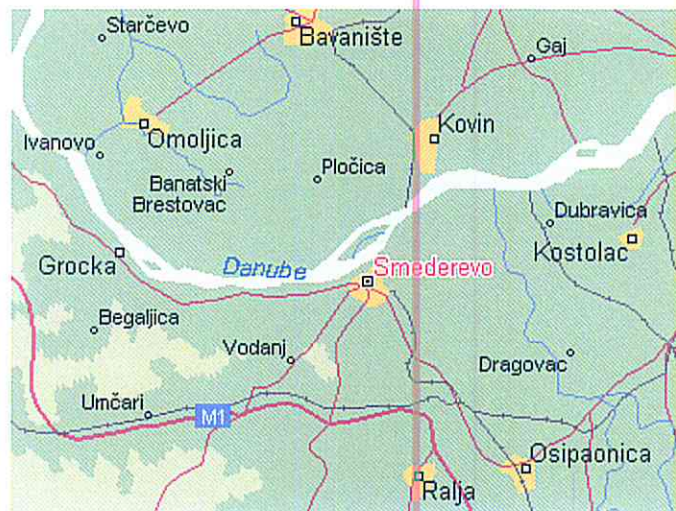 Starčevo
Bavanište
Gaj
Kovin
Omoljica
Ivanovo
Banatski
Brestovac
Pločica
Dubravica
Kostolac
Grocka
Danube
Smederevo
Begaljica
Vodanj
Dragovac
Umčari
M1
Osipaonica
Ralja